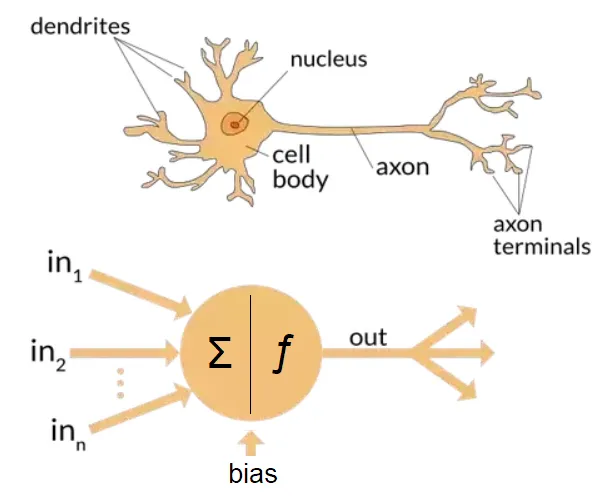 dendrites
nucleus
cell
body
axon
axon
terminals
in1
in2
inn
Σ
f
out
bias